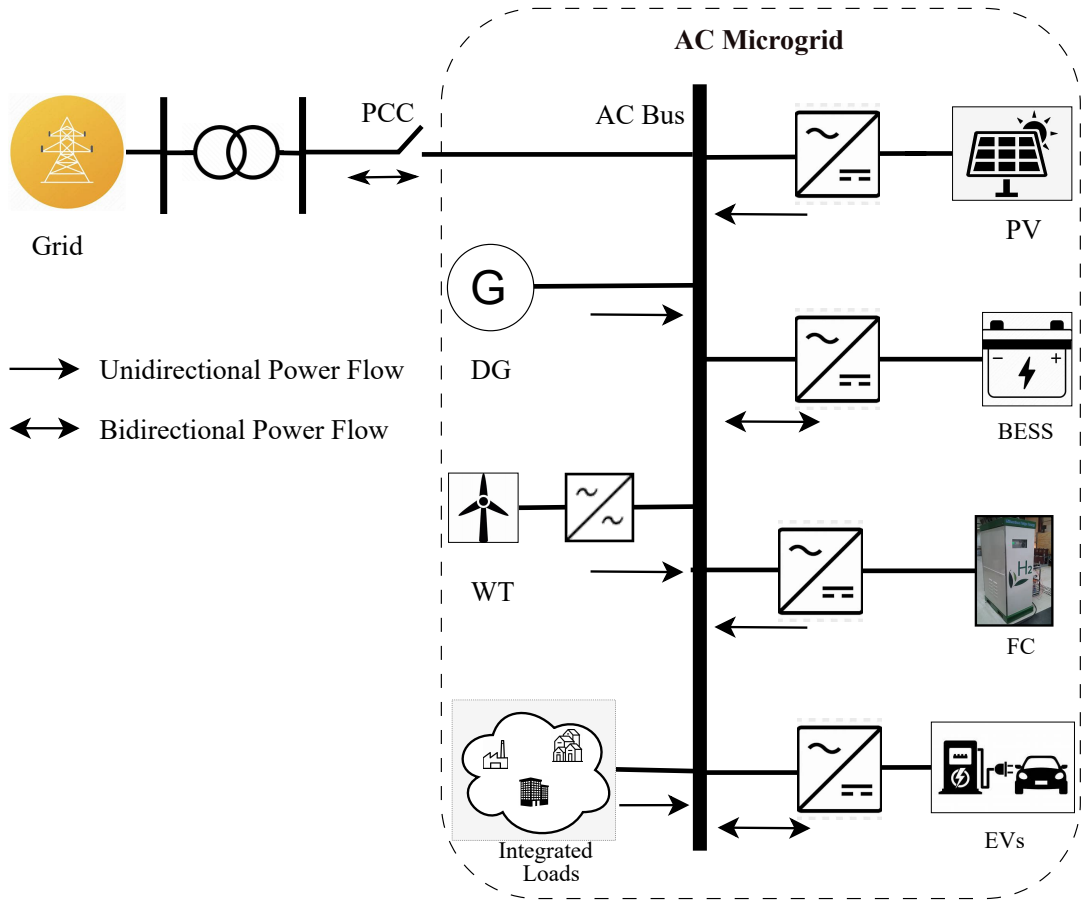 AC Microgrid
PCC
AC Bus
Grid
PV
G
DG
Unidirectional Power Flow
Bidirectional Power Flow
BESS
WT
H2
FC
Integrated
Loads
EVs